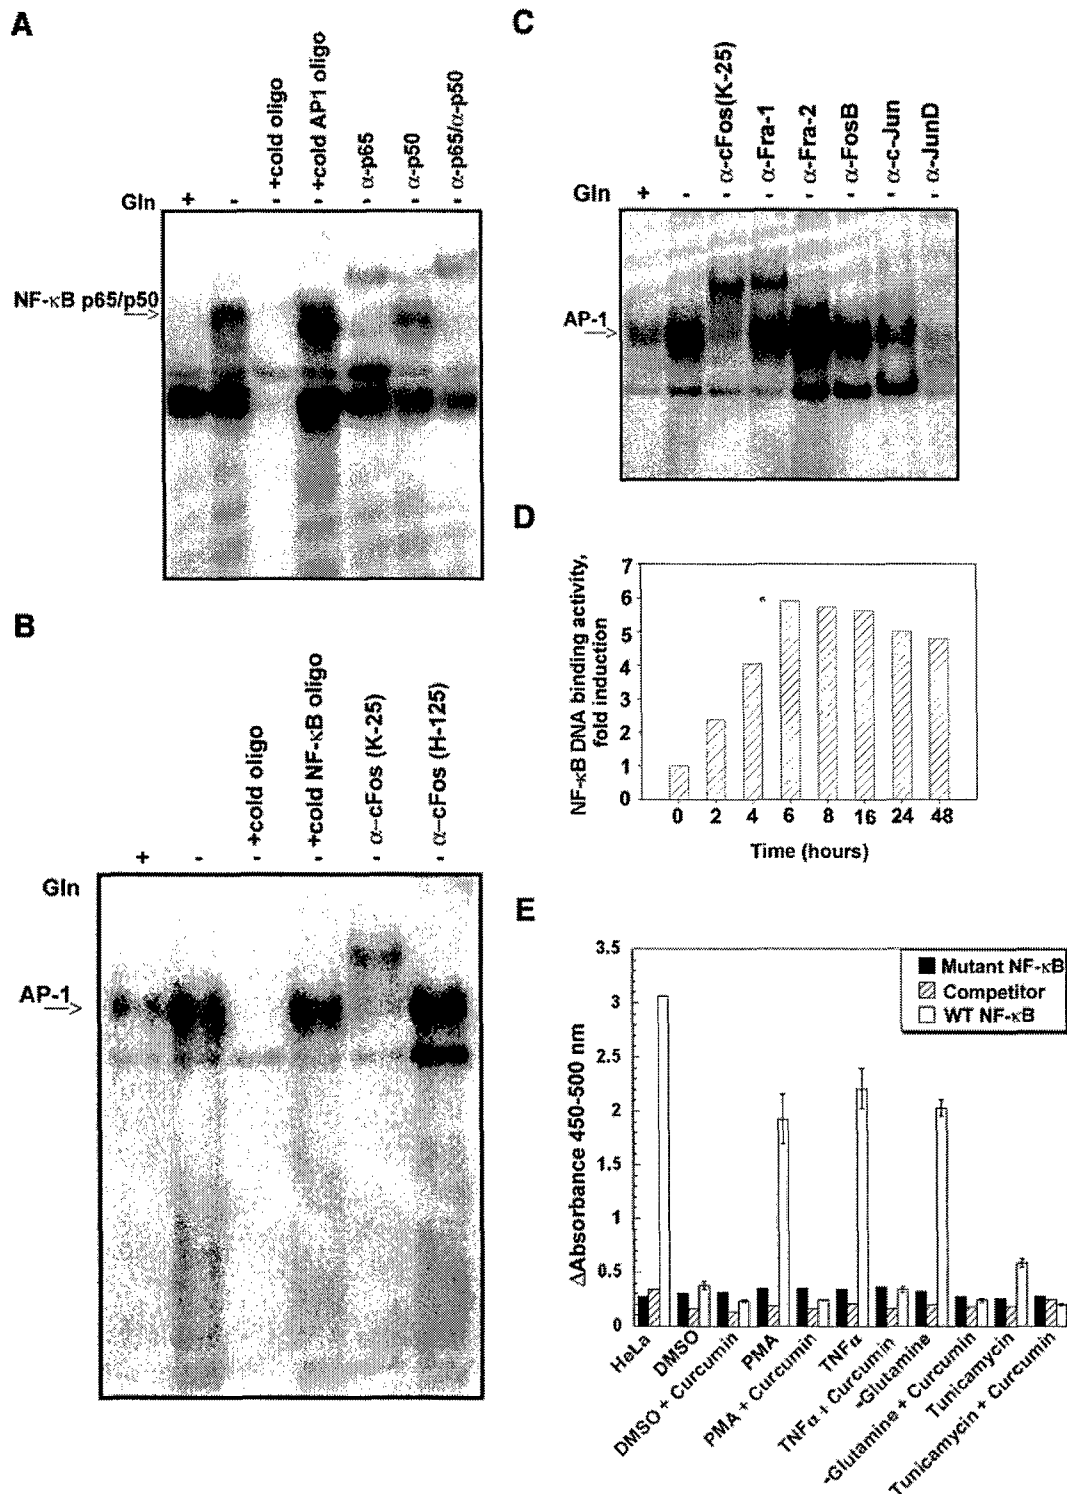 A
+cold oligo
+cold AP1 oligo
α-p65
α-p50
α-p65/α-p50
Gln + - - - - - -
NF-κB p65/p50
B
+cold oligo
+cold NF-κB oligo
α-cFos (K-25)
α-cFos (H-125)
+ - - - - -
Gln
AP-1
C
α-cFos(K-25)
α-Fra-1
α-Fra-2
α-FosB
α-c-Jun
α-JunD
Gln + - - - - - - -
AP-1
D
NF-κB DNA binding activity,
fold induction
7
6
5
4
3
2
1
0
0 2 4 6 8 16 24 48
Time (hours)
E
ΔAbsorbance 450-500 nm
3.5
3
2.5
2
1.5
1
0.5
0
Mutant NF-κB
Competitor
WT NF-κB
HeLa
DMSO
DMSO + Curcumin
PMA
PMA + Curcumin
TNFα
TNFα + Curcumin
-Glutamine
-Glutamine + Curcumin
Tunicamycin
Tunicamycin + Curcumin